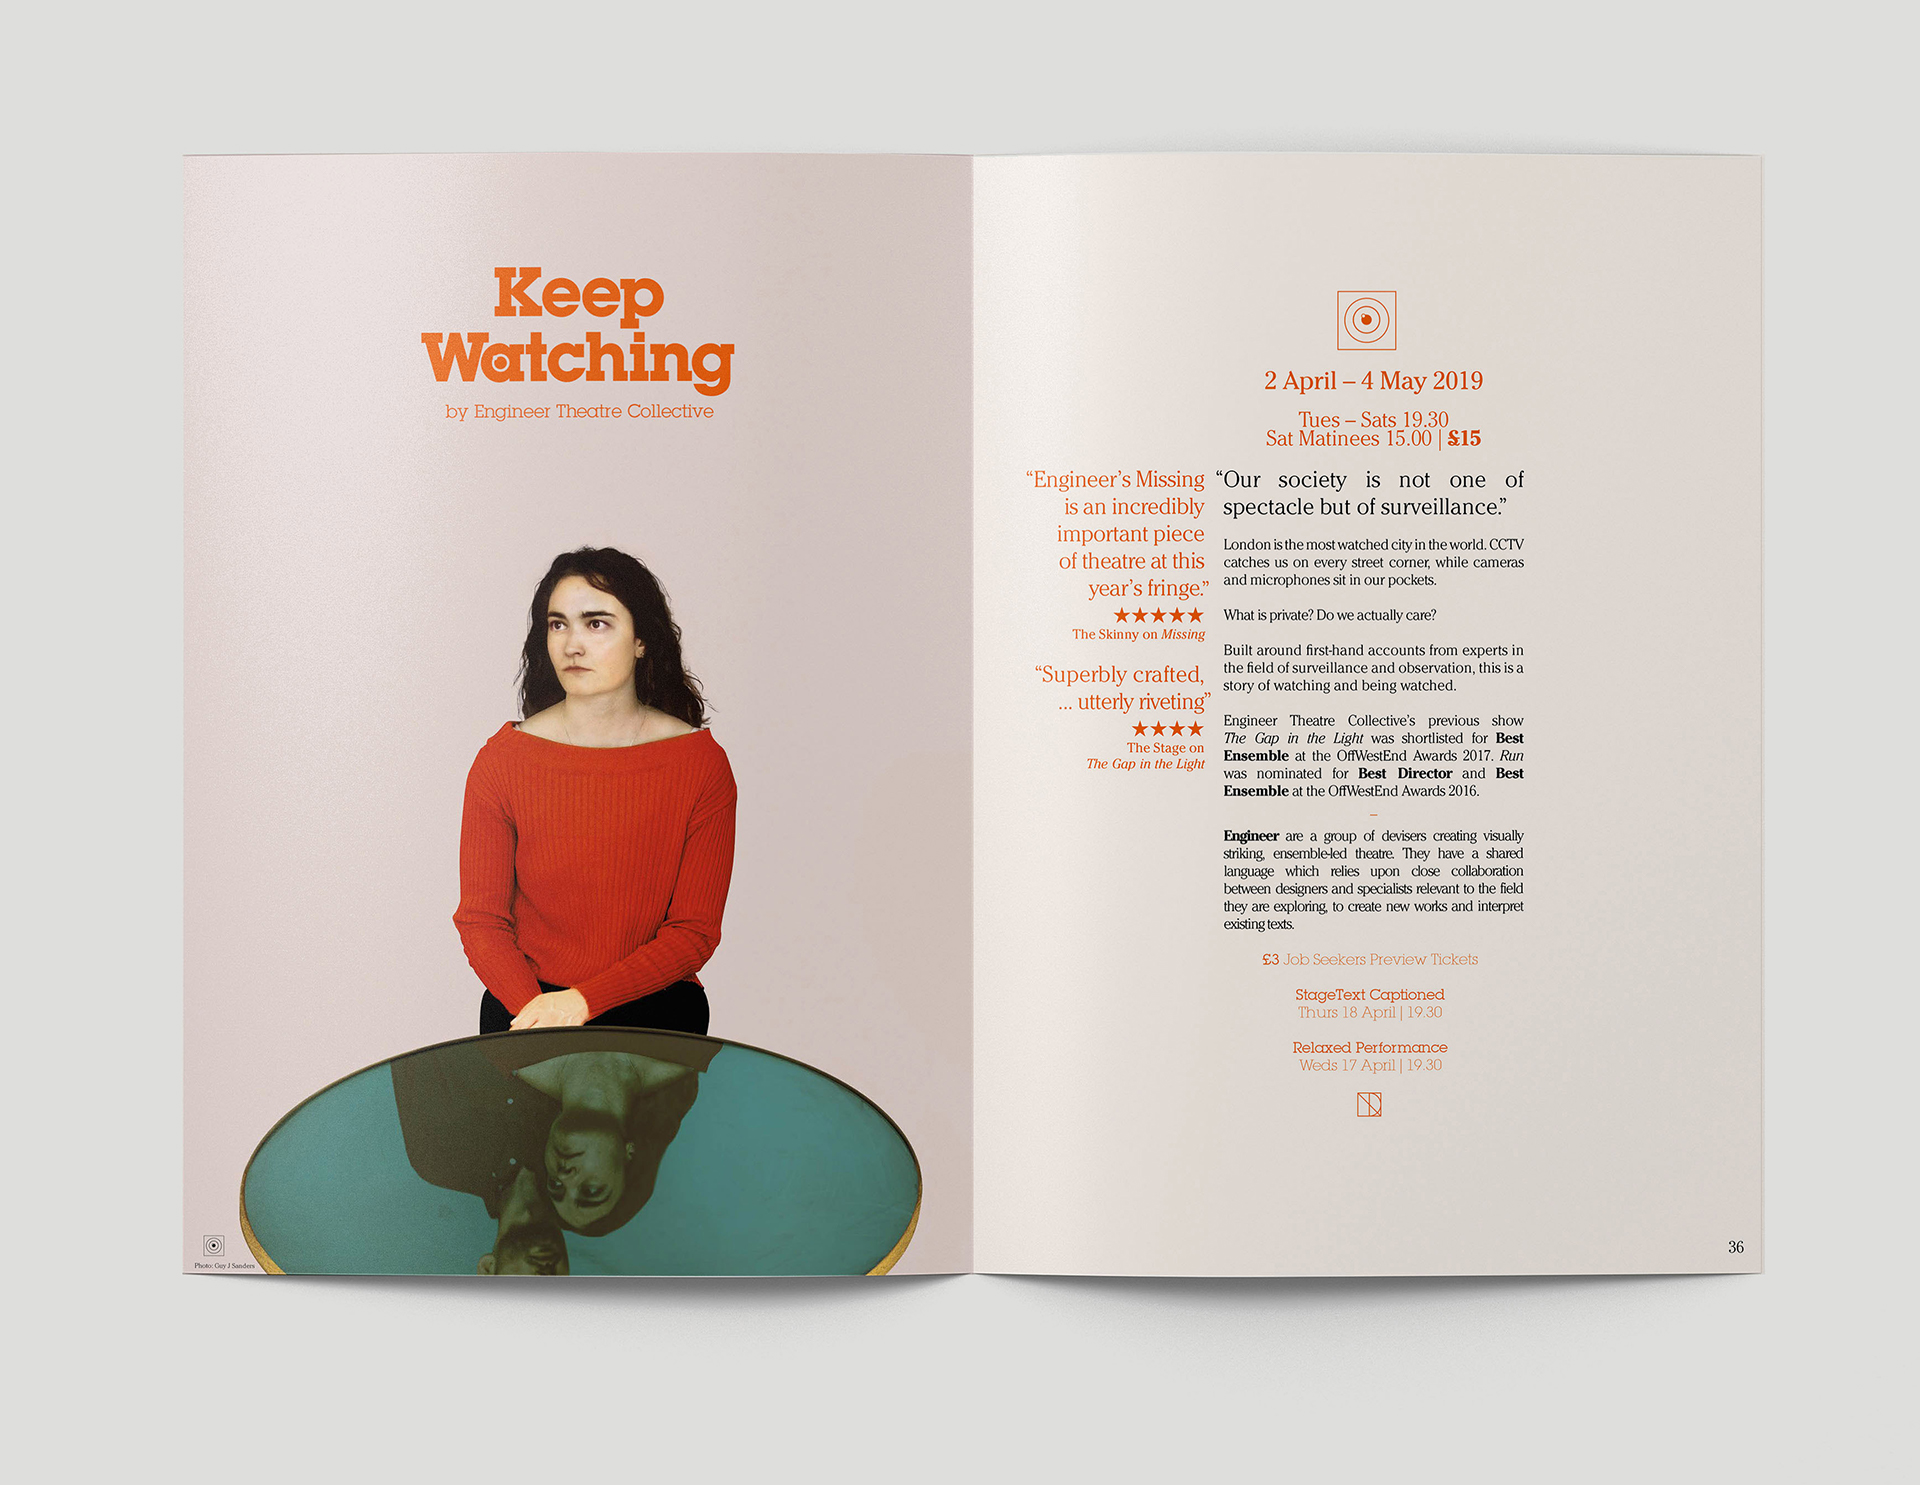 Keep
Watching
by Engineer Theatre Collective
Photo: Guy J Sanders
2 April – 4 May 2019
Tues – Sats 19.30
Sat Matinees 15.00 | £15
“Engineer’s Missing
is an incredibly
important piece
of theatre at this
year’s fringe.”
★★★★★
The Skinny on Missing
“Superbly crafted,
... utterly riveting”
★★★★
The Stage on
The Gap in the Light
“Our society is not one of
spectacle but of surveillance.”
London is the most watched city in the world. CCTV
catches us on every street corner, while cameras
and microphones sit in our pockets.
What is private? Do we actually care?
Built around first-hand accounts from experts in
the field of surveillance and observation, this is a
story of watching and being watched.
Engineer Theatre Collective’s previous show
The Gap in the Light was shortlisted for Best
Ensemble at the OffWestEnd Awards 2017. Run
was nominated for Best Director and Best
Ensemble at the OffWestEnd Awards 2016.
–
Engineer are a group of devisers creating visually
striking, ensemble-led theatre. They have a shared
language which relies upon close collaboration
between designers and specialists relevant to the field
they are exploring, to create new works and interpret
existing texts.
£3 Job Seekers Preview Tickets
StageText Captioned
Thurs 18 April | 19.30
Relaxed Performance
Weds 17 April | 19.30
36